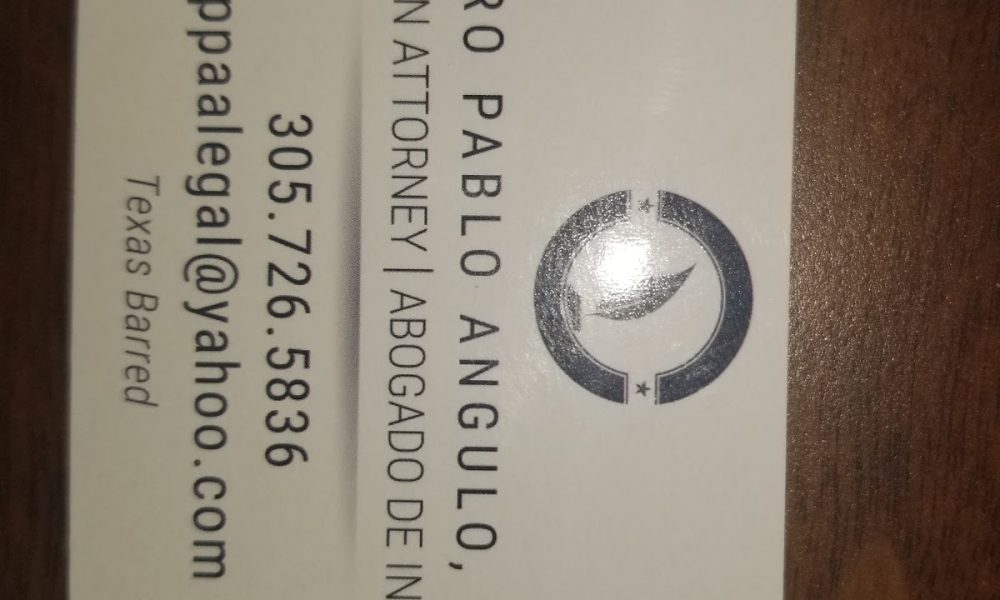 RO PABLO ANGULO,
N ATTORNEY | ABOGADO DE IN
305.726.5836
ppaalegal@yahoo.com
Texas Barred